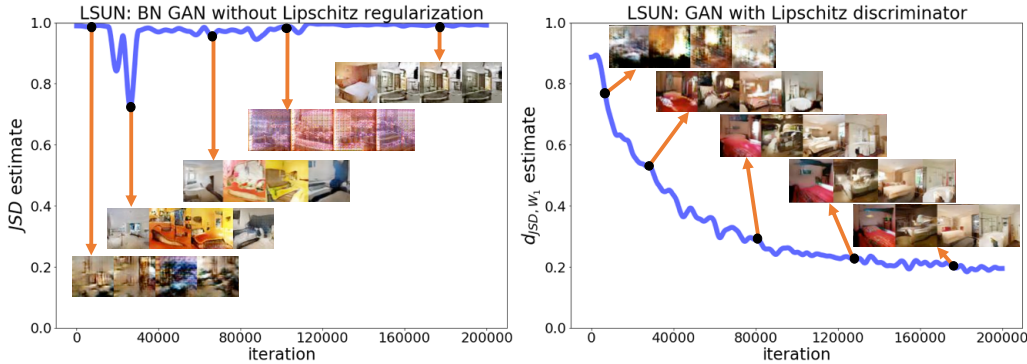 LSUN: BN GAN without Lipschitz regularization
JSD estimate
1.0
0.8
0.6
0.4
0.2
0.0
0 40000 80000 120000 160000 200000
iteration
LSUN: GAN with Lipschitz discriminator
d_{JSD, W_1} estimate
1.0
0.8
0.6
0.4
0.2
0.0
0 40000 80000 120000 160000 200000
iteration